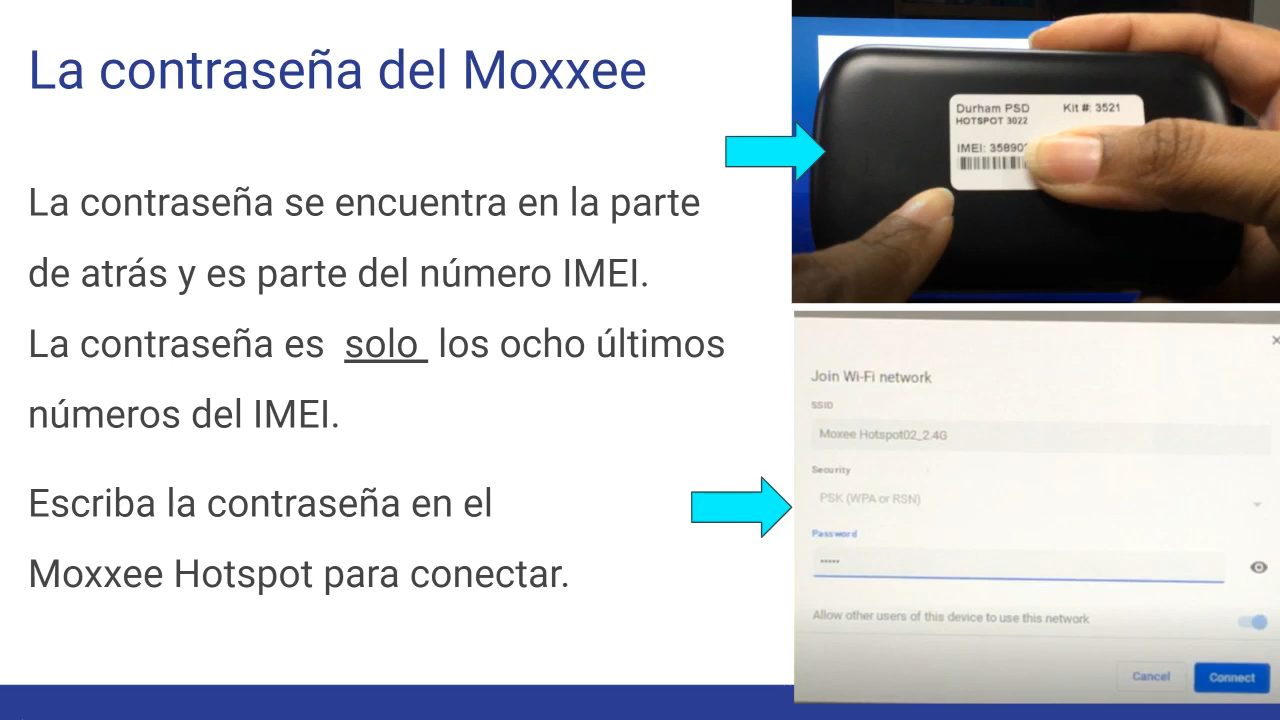 La contraseña del Moxxee
La contraseña se encuentra en la parte
de atrás y es parte del número IMEI.
La contraseña es solo los ocho últimos
números del IMEI.
Escriba la contraseña en el
Moxxee Hotspot para conectar.
Durham PSD Kit #: 3521
HOTSPOT 3022
IMEI: 35890
Join Wi-Fi network
SSID
Moxee Hotspot02_2.4G
Security
PSK (WPA or RSN)
Password
•••••
Allow other users of this device to use this network
Cancel Connect